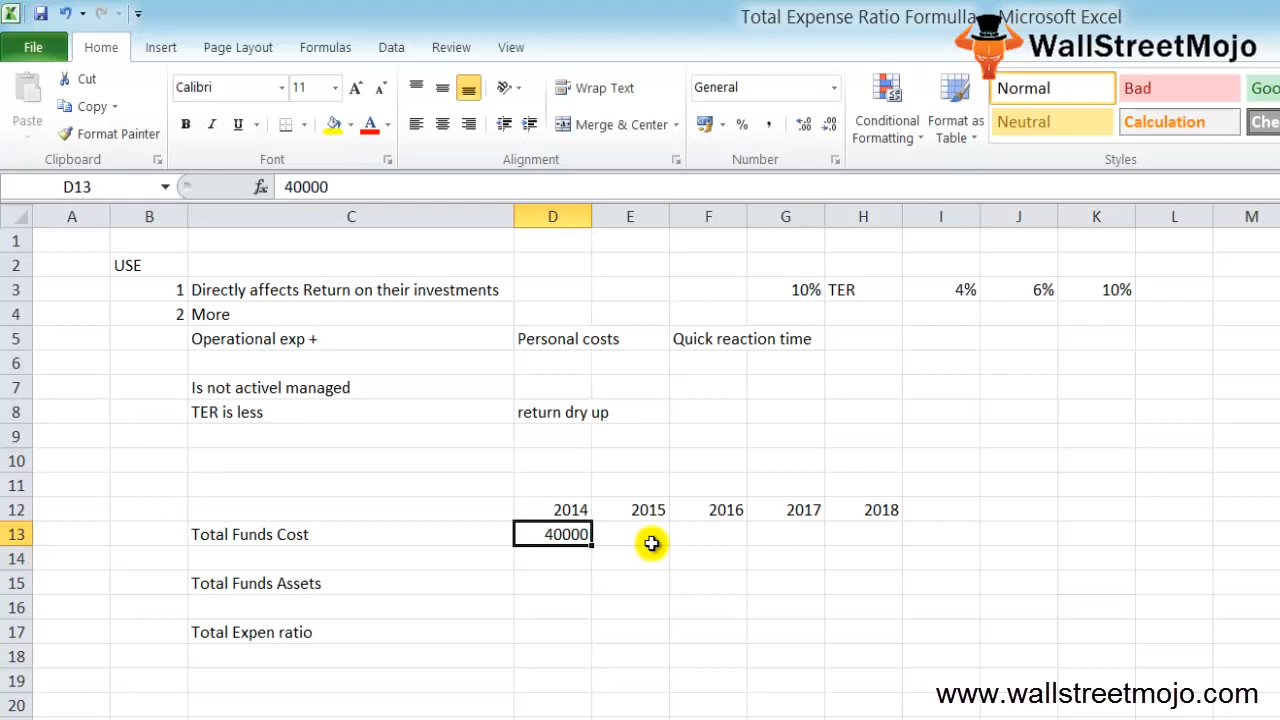 Total Expense Ratio Formulla - Microsoft Excel
WallStreetMojo
File Home Insert Page Layout Formulas Data Review View
Paste
Cut
Copy
Format Painter
Clipboard
Calibri 11
B I U
Font
Wrap Text
Merge & Center
Alignment
General
Number
Conditional Formatting
Format as Table
Normal Bad Goo
Neutral Calculation Che
Styles
D13 fx 40000
A B C D E F G H I J K L M
1
2 USE
3 1 Directly affects Return on their investments 10% TER 4% 6% 10%
4 2 More
5 Operational exp + Personal costs Quick reaction time
6
7 Is not activel managed
8 TER is less return dry up
9
10
11
12 2014 2015 2016 2017 2018
13 Total Funds Cost 40000
14
15 Total Funds Assets
16
17 Total Expen ratio
18
19
20
www.wallstreetmojo.com